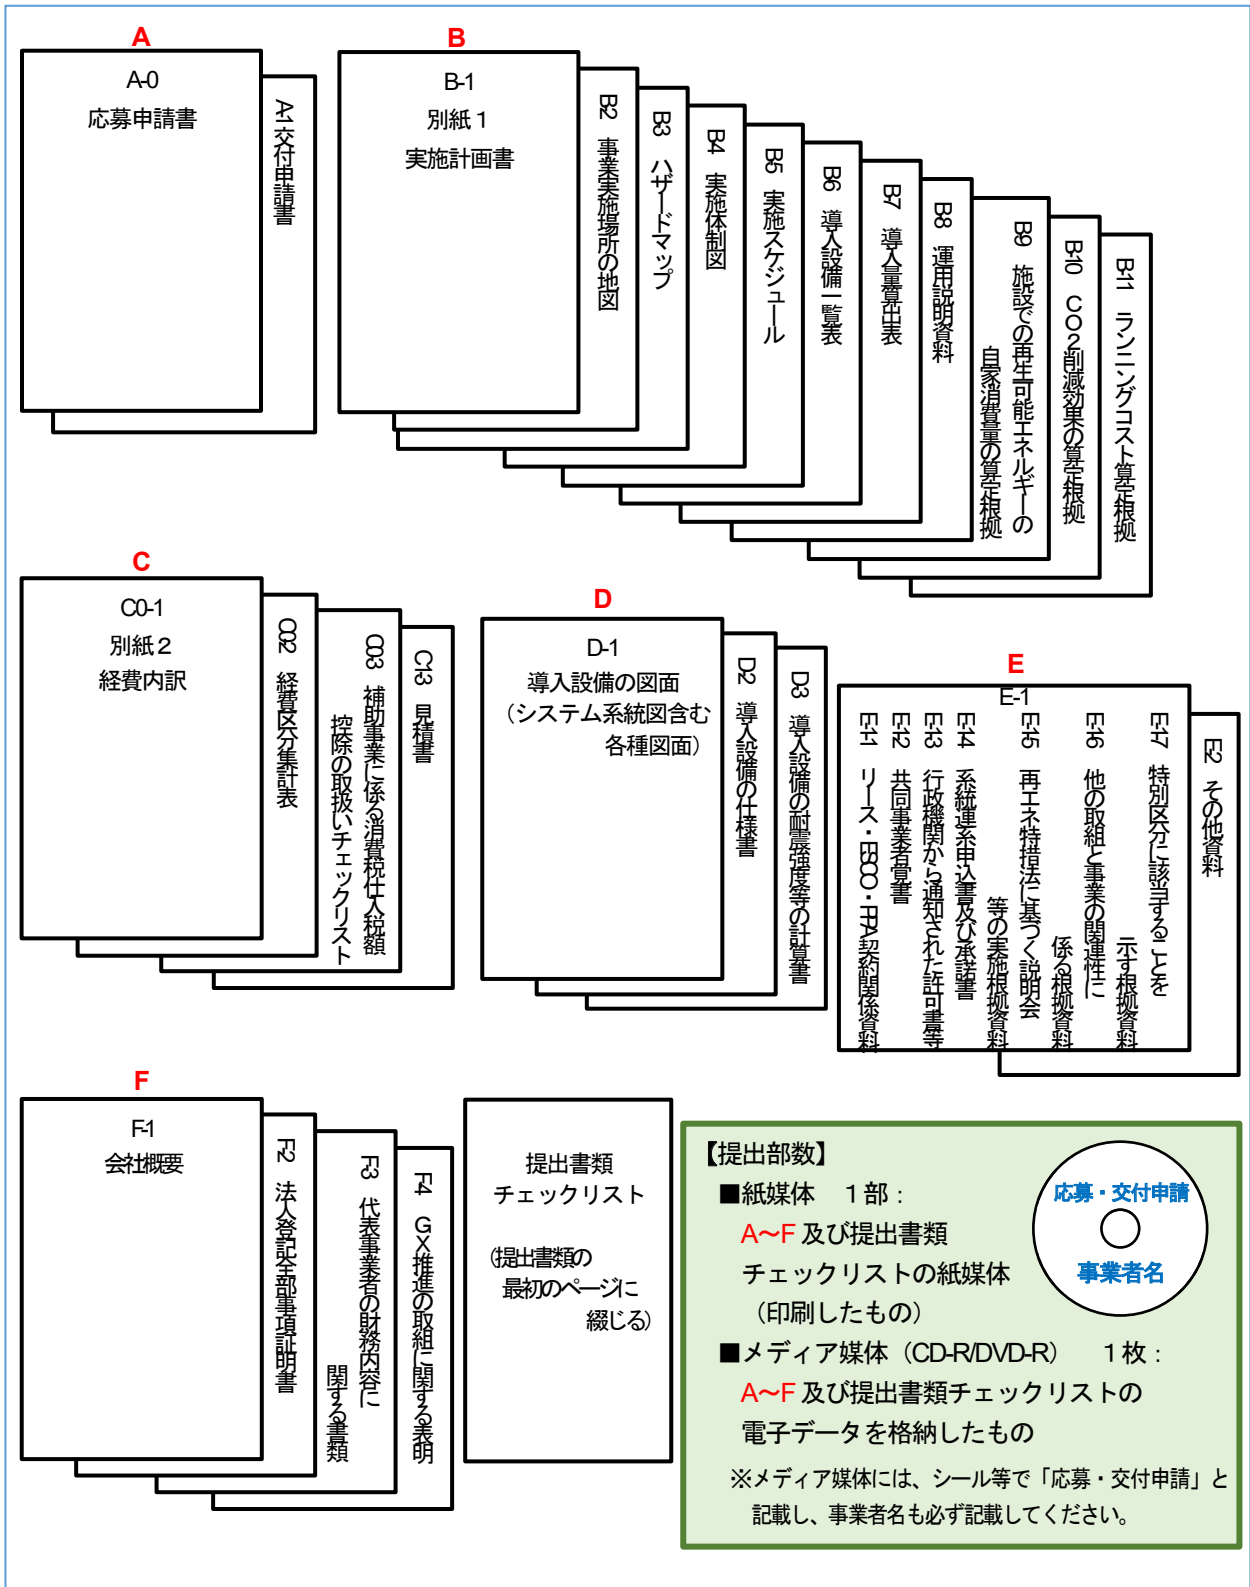 A
A-0
応募申請書
A-1 交付申請書
B
B-1
別紙１
実施計画書
B-2 事業実施場所の地図
B-3 ハザードマップ
B-4 実施体制図
B-5 実施スケジュール
B-6 導入設備一覧表
B-7 導入量算出表
B-8 運用説明資料
B-9 施設での再生可能エネルギーの
自家消費量の算定根拠
B-10 ＣＯ２削減効果の算定根拠
B-11 ランニングコスト算定根拠
C
C0-1
別紙２
経費内訳
C0-2 経費区分集計表
C0-3 補助事業に係る消費税仕入税額
控除の取扱いチェックリスト
C1-3 見積書
D
D-1
導入設備の図面
（システム系統図含む
各種図面）
D-2 導入設備の仕様書
D-3 導入設備の耐震強度等の計算書
E
E-1
E-1-1 リース・ESCO・PPA契約関係資料
E-1-2 共同事業者覚書
E-1-3 行政機関から通知された許可書等
E-1-4 系統連系申込書及び承諾書
E-1-5 再エネ特措法に基づく説明会
等の実施根拠資料
E-1-6 他の取組と事業の関連性に
係る根拠資料
E-1-7 特別区分に該当することを
示す根拠資料
E-2 その他資料
F
F-1
会社概要
F-2 法人登記全部事項証明書
F-3 代表事業者の財務内容に
関する書類
F-4 ＧＸ推進の取組に関する表明
提出書類
チェックリスト
（提出書類の
最初のページに
綴じる）
【提出部数】
■紙媒体　１部：
A～F 及び提出書類
チェックリストの紙媒体
（印刷したもの）
■メディア媒体（CD-R/DVD-R）　１枚：
A～F 及び提出書類チェックリストの
電子データを格納したもの
※メディア媒体には、シール等で「応募・交付申請」と
記載し、事業者名も必ず記載してください。
応募・交付申請
事業者名